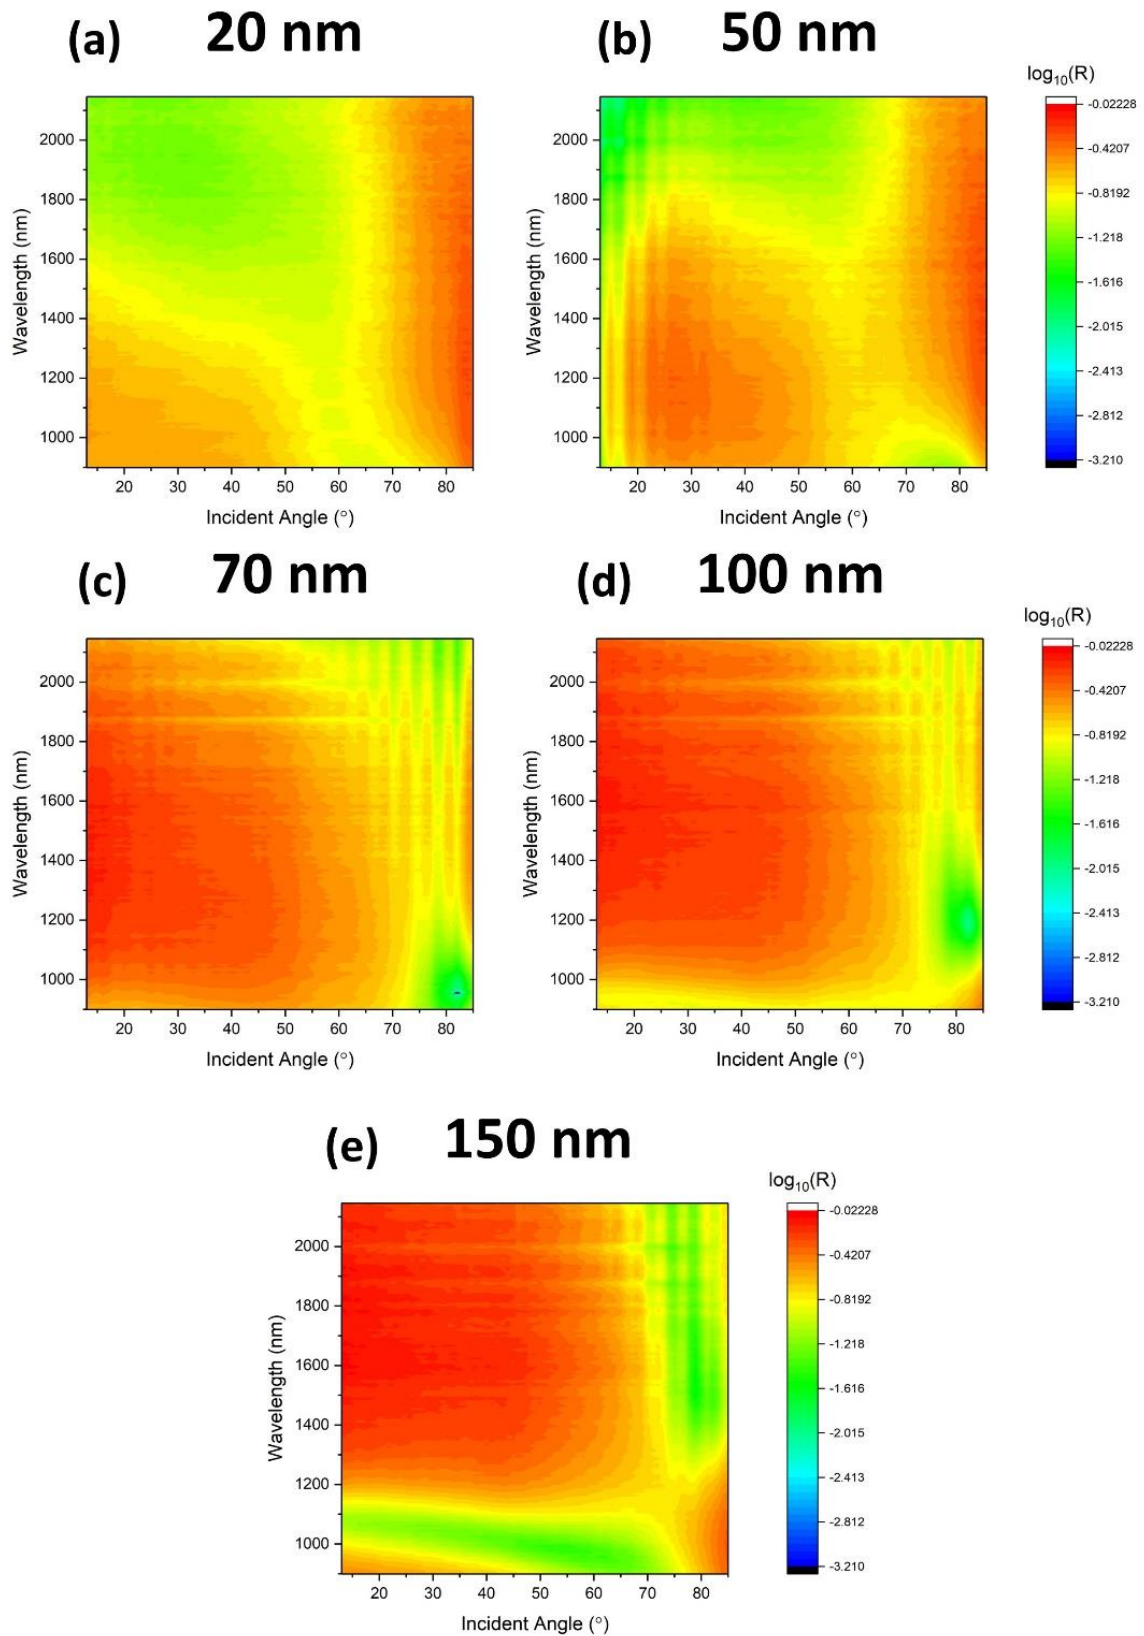 (a) 20 nm
(b) 50 nm
log10(R)
-0.02228
-0.4207
-0.8192
-1.218
-1.616
-2.015
-2.413
-2.812
-3.210
Wavelength (nm)
2000
1800
1600
1400
1200
1000
20 30 40 50 60 70 80
Incident Angle (°)
Wavelength (nm)
2000
1800
1600
1400
1200
1000
20 30 40 50 60 70 80
Incident Angle (°)
(c) 70 nm
(d) 100 nm
log10(R)
-0.02228
-0.4207
-0.8192
-1.218
-1.616
-2.015
-2.413
-2.812
-3.210
Wavelength (nm)
2000
1800
1600
1400
1200
1000
20 30 40 50 60 70 80
Incident Angle (°)
Wavelength (nm)
2000
1800
1600
1400
1200
1000
20 30 40 50 60 70 80
Incident Angle (°)
(e) 150 nm
log10(R)
-0.02228
-0.4207
-0.8192
-1.218
-1.616
-2.015
-2.413
-2.812
-3.210
Wavelength (nm)
2000
1800
1600
1400
1200
1000
20 30 40 50 60 70 80
Incident Angle (°)